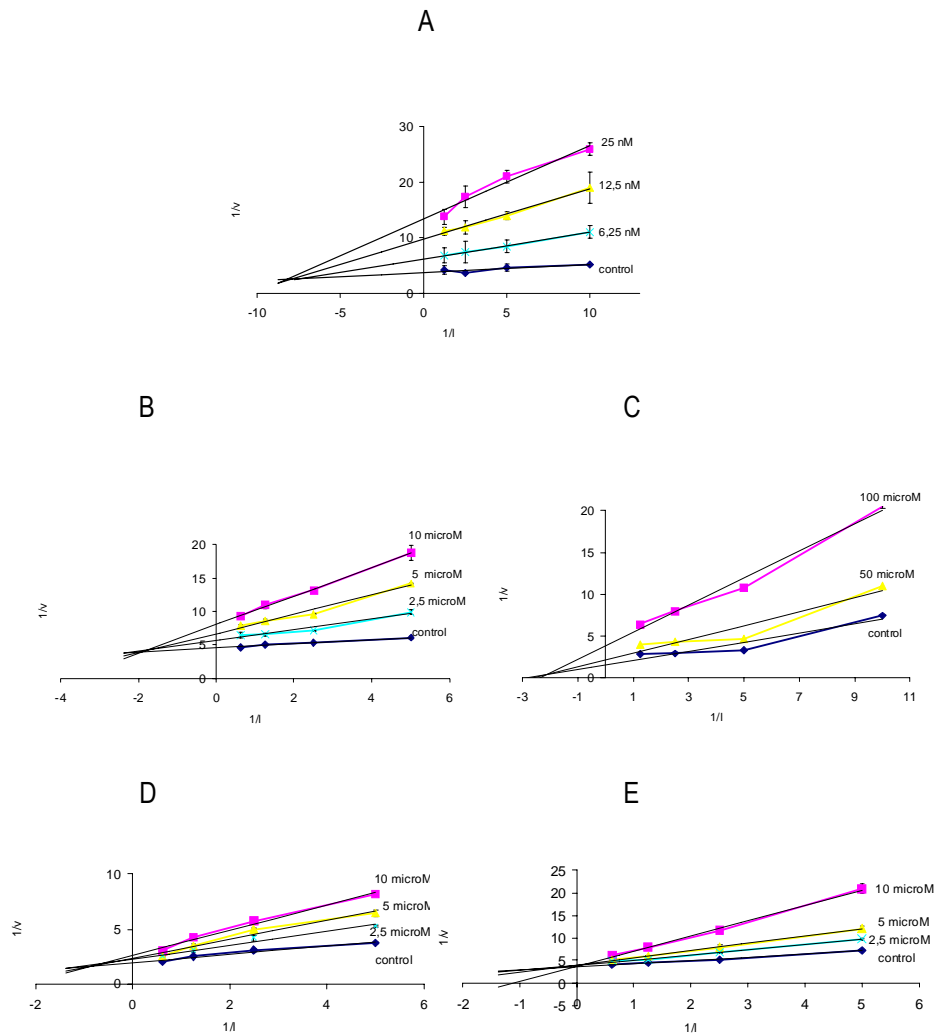 A
30
25 nM
12,5 nM
20
1/v
6,25 nM
10
control
0
-10 -5 0 5 10
1/l
B
C
20
10 microM
15
5 microM
1/v
10
2,5 microM
5
control
0
-4 -2 0 2 4 6
1/l
20
100 microM
15
1/v
10
50 microM
5
control
0
-3 -1 1 3 5 7 9 11
1/l
D
E
10
10 microM
5 microM
1/v
5
2,5 microM
control
0
-2 0 2 4 6
1/l
25
20
10 microM
15
1/v
10
5 microM
5
2,5 microM
0
control
-5
-2 -1 0 1 2 3 4 5 6
1/l